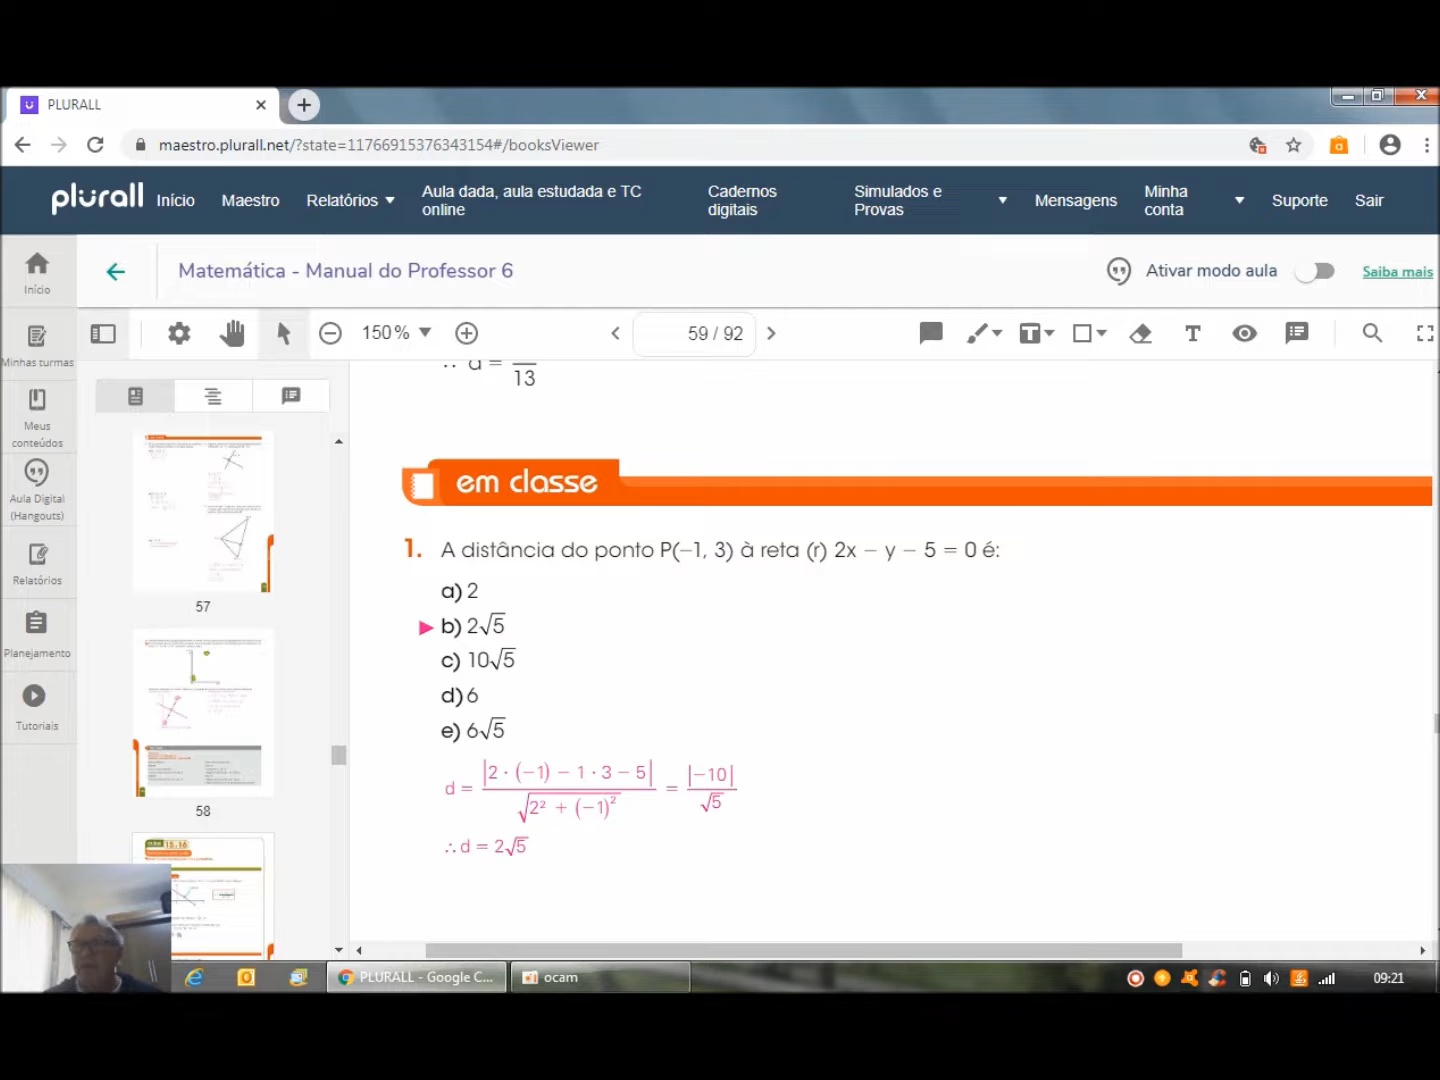 PLURALL
maestro.plurall.net/?state=11766915376343154#/booksViewer
plurall
Início
Maestro
Relatórios
Aula dada, aula estudada e TC
online
Cadernos
digitais
Simulados e
Provas
Mensagens
Minha
conta
Suporte
Sair
Início
Matemática - Manual do Professor 6
Ativar modo aula
Saiba mais
Minhas turmas
150%
59 / 92
Meus
conteúdos
Aula Digital
(Hangouts)
Relatórios
Planejamento
Tutoriais
57
58
15 e 16
13
em classe
1. A distância do ponto P(−1, 3) à reta (r) 2x − y − 5 = 0 é:
a) 2
b) 2√5
c) 10√5
d) 6
e) 6√5
d = |2 · (−1) − 1 · 3 − 5| / √(2² + (−1)²) = |−10| / √5
∴ d = 2√5
PLURALL - Google C...
ocam
09:21